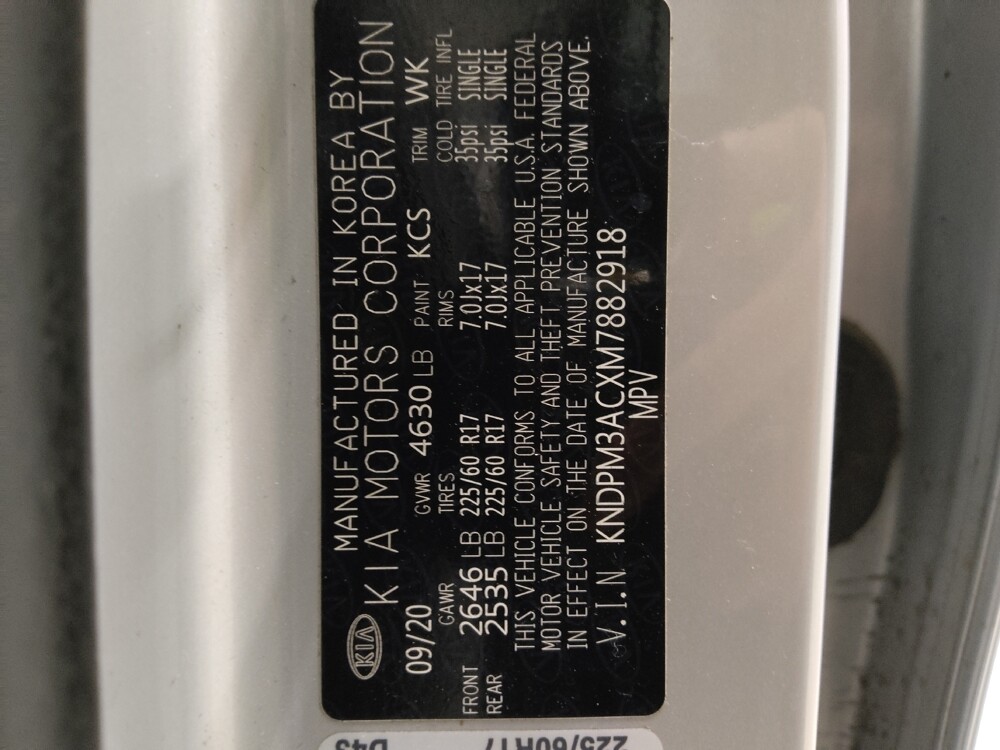 KIA
MANUFACTURED IN KOREA BY
KIA MOTORS CORPORATION
09/20 GVWR 4630 LB PAINT KCS TRIM WK
GAWR TIRES RIMS COLD TIRE INFL
FRONT 2646 LB 225/60 R17 7.0Jx17 35psi SINGLE
REAR 2535 LB 225/60 R17 7.0Jx17 35psi SINGLE
THIS VEHICLE CONFORMS TO ALL APPLICABLE U.S.A. FEDERAL
MOTOR VEHICLE SAFETY AND THEFT PREVENTION STANDARDS
IN EFFECT ON THE DATE OF MANUFACTURE SHOWN ABOVE.
V.I.N KNDPM3ACXM7882918
MPV
225/60R17